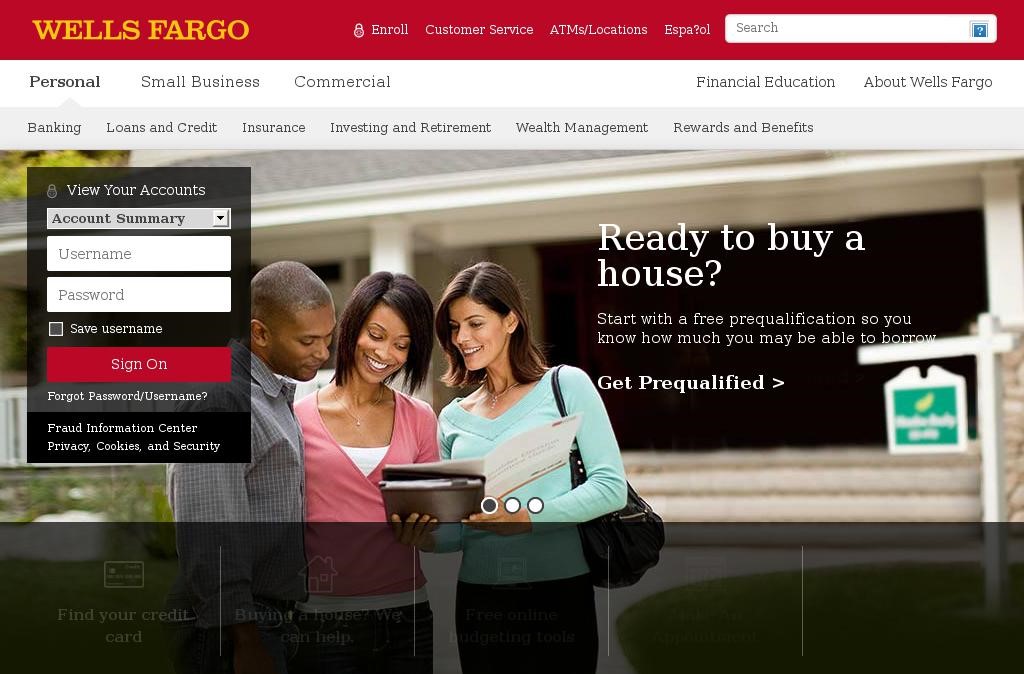 WELLS FARGO
Enroll Customer Service ATMs/Locations Espa?ol Search ?
Personal Small Business Commercial Financial Education About Wells Fargo
Banking Loans and Credit Insurance Investing and Retirement Wealth Management Rewards and Benefits
View Your Accounts
Account Summary
Username
Password
Save username
Sign On
Forgot Password/Username?
Fraud Information Center
Privacy, Cookies, and Security
Ready to buy a
house?
Start with a free prequalification so you
know how much you may be able to borrow
Get Prequalified >
Find your credit
card
Buying a house? We
can help.
Free online
budgeting tools
Make An
Appointment